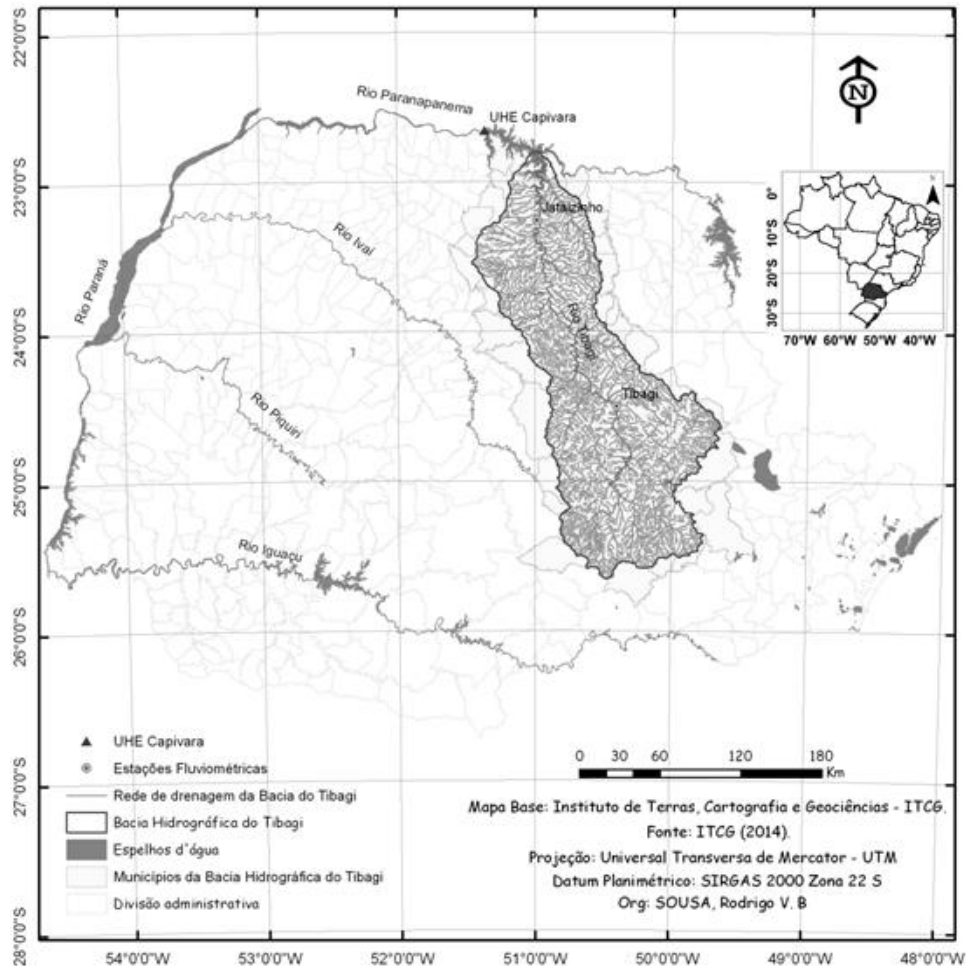 22°0'0"S
23°0'0"S
24°0'0"S
25°0'0"S
26°0'0"S
27°0'0"S
28°0'0"S
54°0'0"W
53°0'0"W
52°0'0"W
51°0'0"W
50°0'0"W
49°0'0"W
48°0'0"W
Rio Paranapanema
UHE Capivara
N
Jataizinho
Rio Ivaí
Rio Paraná
Rio Tibagi
Tibagi
Rio Piquiri
Rio Iguaçu
0°
10°S
20°S
30°S
70°W
60°W
50°W
40°W
UHE Capivara
Estações Fluviométricas
Rede de drenagem da Bacia do Tibagi
Bacia Hidrográfica do Tibagi
Espelhos d'água
Municípios da Bacia Hidrográfica do Tibagi
Divisão administrativa
0 30 60 120 180
Km
Mapa Base: Instituto de Terras, Cartografia e Geociências - ITCG.
Fonte: ITCG (2014).
Projeção: Universal Transversa de Mercator - UTM
Datum Planimétrico: SIRGAS 2000 Zona 22 S
Org: SOUSA, Rodrigo V. B